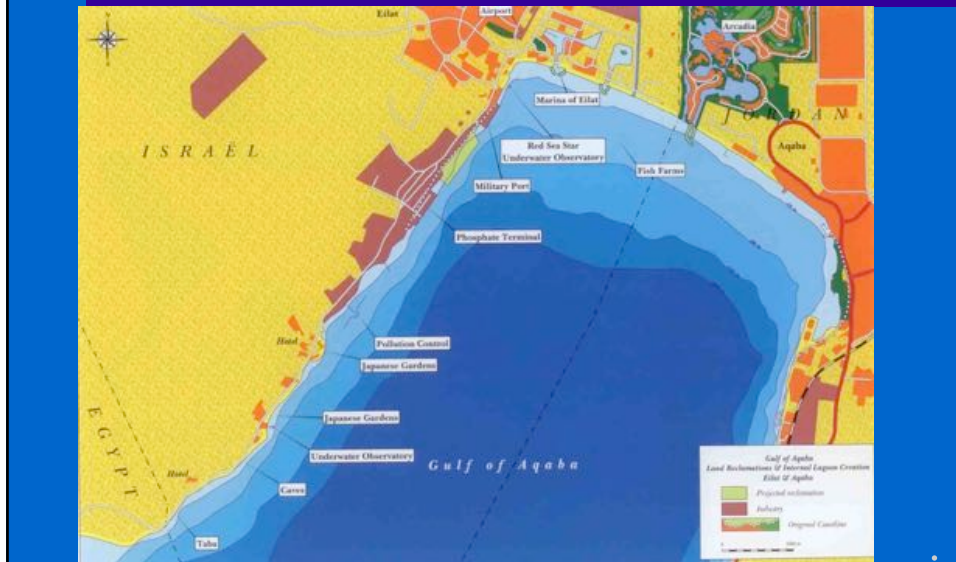 N
Eilat
Airport
Arcadia
Marina of Eilat
JORDAN
ISRAËL
Red Sea Star
Underwater Observatory
Aqaba
Fish Farms
Military Port
Phosphate Terminal
Hotel
Pollution Control
Japanese Gardens
Japanese Gardens
EGYPT
Underwater Observatory
Gulf of Aqaba
Hotel
Caves
Taba
Gulf of Aqaba
Land Reclamations & Internal Lagoon Creation
Eilat & Aqaba
Projected reclamation
Industry
Original Coastline
0